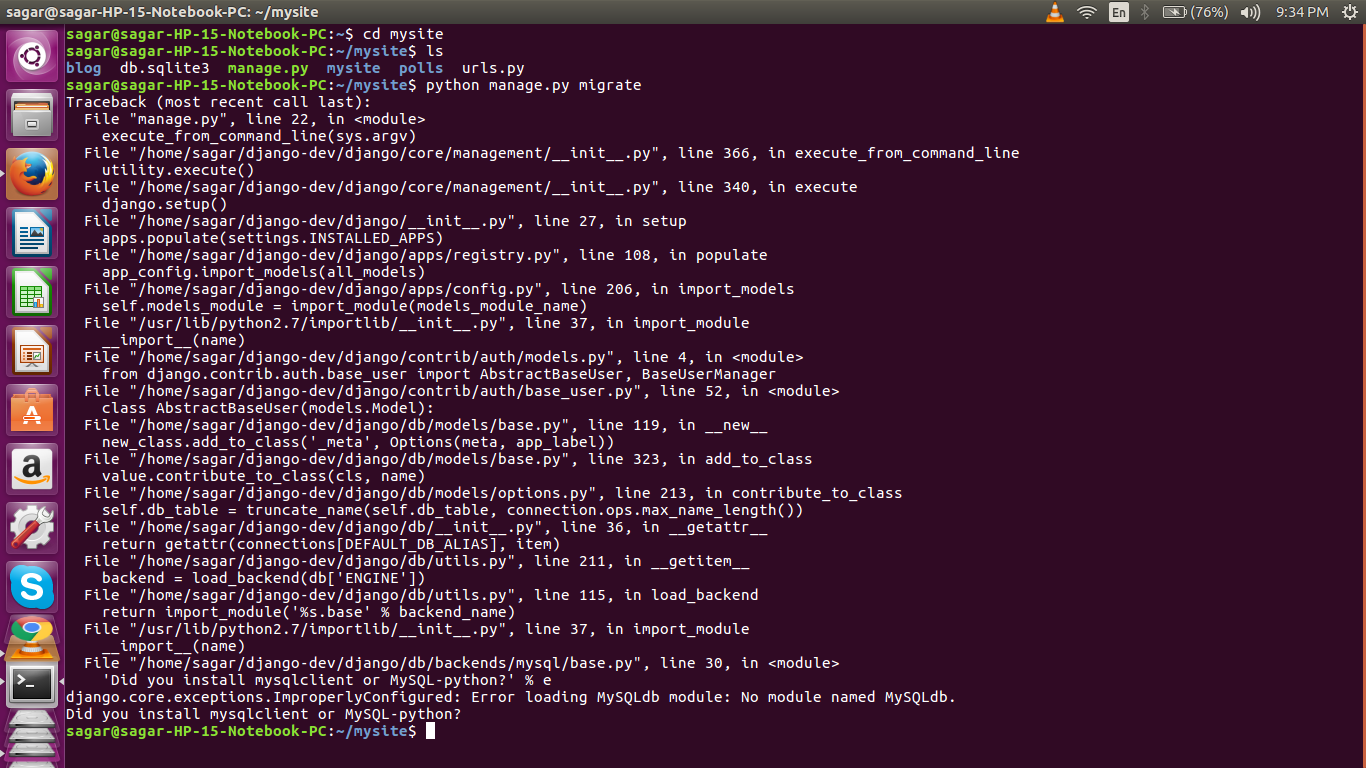 sagar@sagar-HP-15-Notebook-PC: ~/mysite
En
(76%)
9:34 PM
sagar@sagar-HP-15-Notebook-PC:~$ cd mysite
sagar@sagar-HP-15-Notebook-PC:~/mysite$ ls
blog  db.sqlite3  manage.py  mysite  polls  urls.py
sagar@sagar-HP-15-Notebook-PC:~/mysite$ python manage.py migrate
Traceback (most recent call last):
  File "manage.py", line 22, in <module>
    execute_from_command_line(sys.argv)
  File "/home/sagar/django-dev/django/core/management/__init__.py", line 366, in execute_from_command_line
    utility.execute()
  File "/home/sagar/django-dev/django/core/management/__init__.py", line 340, in execute
    django.setup()
  File "/home/sagar/django-dev/django/__init__.py", line 27, in setup
    apps.populate(settings.INSTALLED_APPS)
  File "/home/sagar/django-dev/django/apps/registry.py", line 108, in populate
    app_config.import_models(all_models)
  File "/home/sagar/django-dev/django/apps/config.py", line 206, in import_models
    self.models_module = import_module(models_module_name)
  File "/usr/lib/python2.7/importlib/__init__.py", line 37, in import_module
    __import__(name)
  File "/home/sagar/django-dev/django/contrib/auth/models.py", line 4, in <module>
    from django.contrib.auth.base_user import AbstractBaseUser, BaseUserManager
  File "/home/sagar/django-dev/django/contrib/auth/base_user.py", line 52, in <module>
    class AbstractBaseUser(models.Model):
  File "/home/sagar/django-dev/django/db/models/base.py", line 119, in __new__
    new_class.add_to_class('_meta', Options(meta, app_label))
  File "/home/sagar/django-dev/django/db/models/base.py", line 323, in add_to_class
    value.contribute_to_class(cls, name)
  File "/home/sagar/django-dev/django/db/models/options.py", line 213, in contribute_to_class
    self.db_table = truncate_name(self.db_table, connection.ops.max_name_length())
  File "/home/sagar/django-dev/django/db/__init__.py", line 36, in __getattr__
    return getattr(connections[DEFAULT_DB_ALIAS], item)
  File "/home/sagar/django-dev/django/db/utils.py", line 211, in __getitem__
    backend = load_backend(db['ENGINE'])
  File "/home/sagar/django-dev/django/db/utils.py", line 115, in load_backend
    return import_module('%s.base' % backend_name)
  File "/usr/lib/python2.7/importlib/__init__.py", line 37, in import_module
    __import__(name)
  File "/home/sagar/django-dev/django/db/backends/mysql/base.py", line 30, in <module>
    'Did you install mysqlclient or MySQL-python?' % e
django.core.exceptions.ImproperlyConfigured: Error loading MySQLdb module: No module named MySQLdb.
Did you install mysqlclient or MySQL-python?
sagar@sagar-HP-15-Notebook-PC:~/mysite$